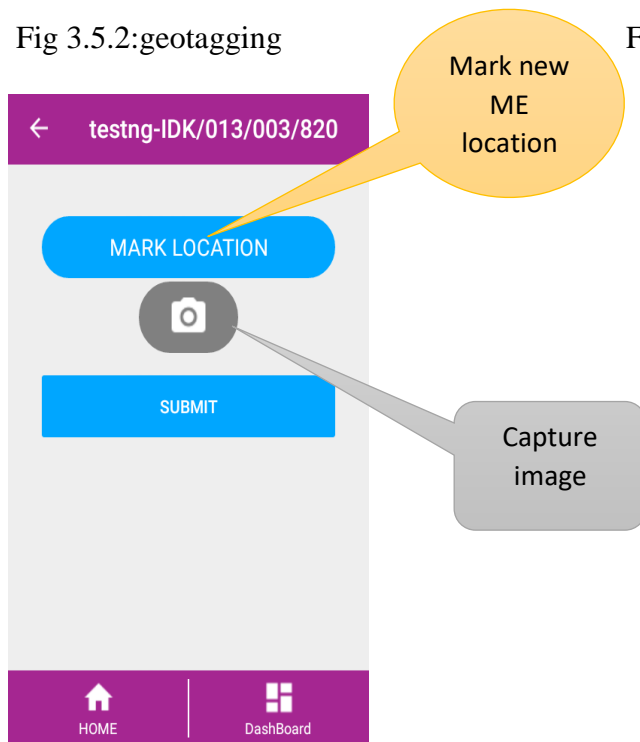 Fig 3.5.2:geotagging
F
Mark new
ME
location
testng-IDK/013/003/820
MARK LOCATION
SUBMIT
Capture
image
HOME
DashBoard